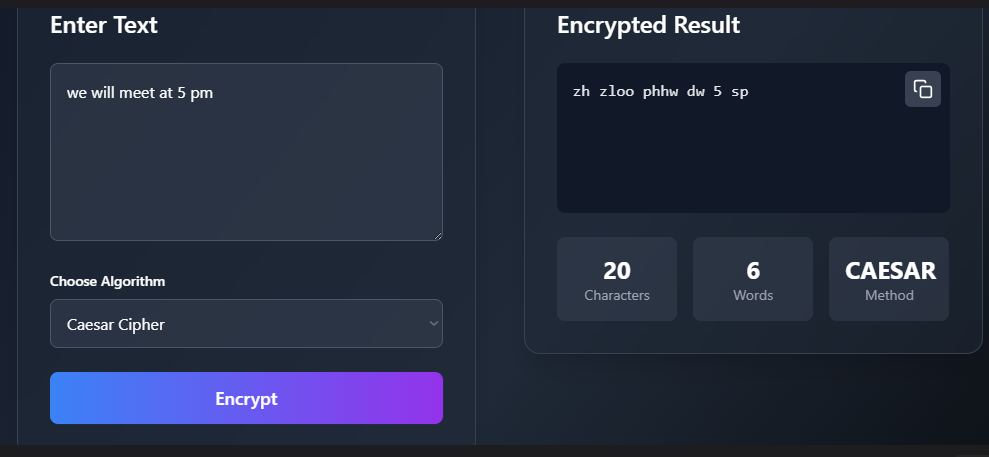 Enter Text
we will meet at 5 pm
Choose Algorithm
Caesar Cipher
Encrypt
Encrypted Result
zh zloo phhw dw 5 sp
20
Characters
6
Words
CAESAR
Method